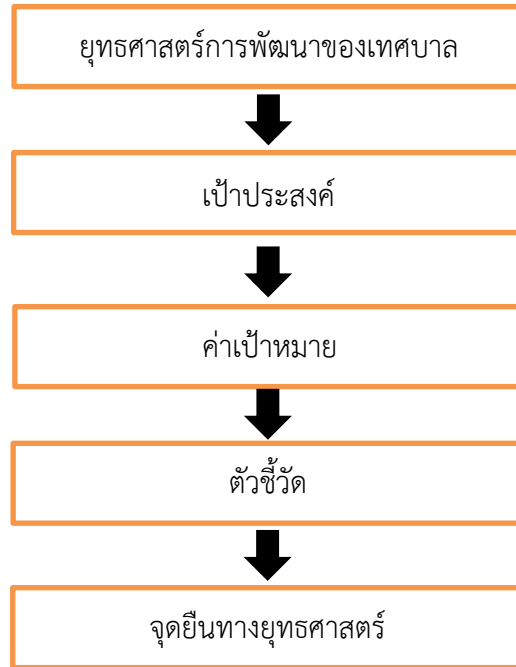 ยุทธศาสตร์การพัฒนาของเทศบาล
เป้าประสงค์
ค่าเป้าหมาย
ตัวชี้วัด
จุดยืนทางยุทธศาสตร์